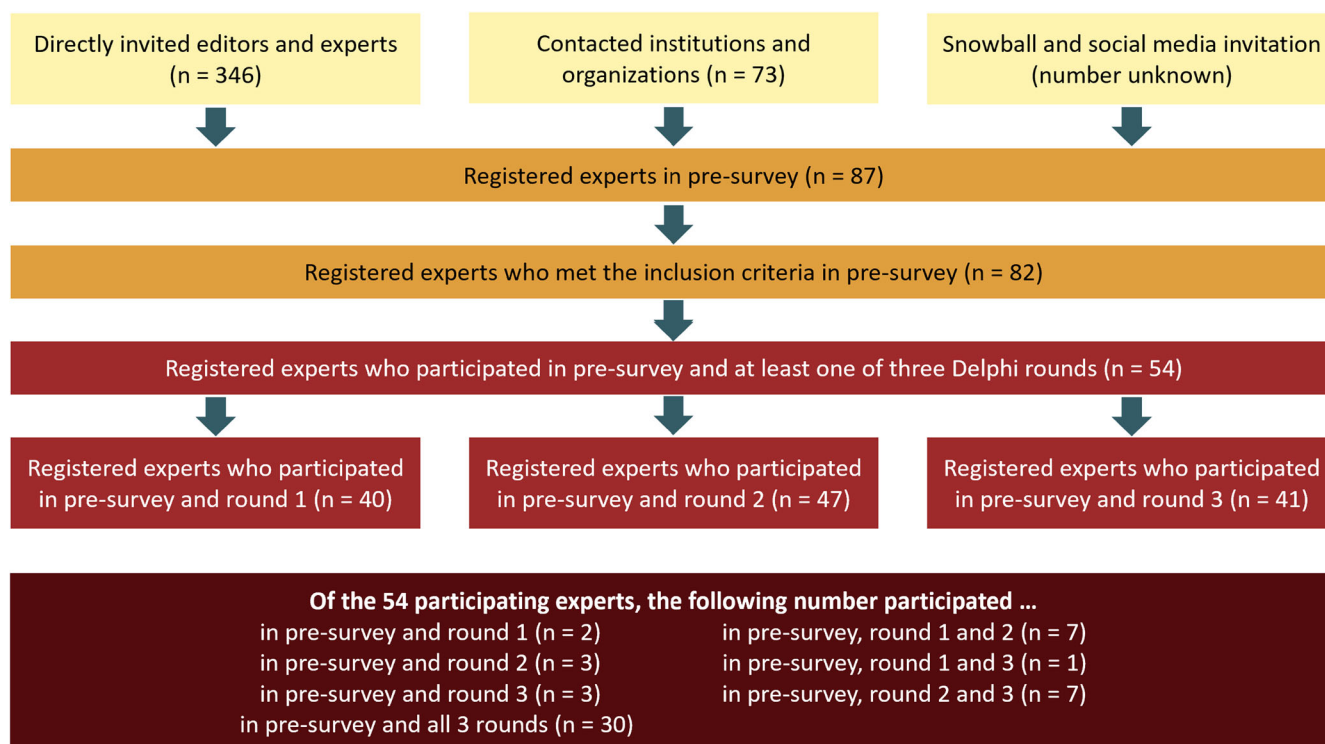 Directly invited editors and experts
(n = 346)
Contacted institutions and
organizations (n = 73)
Snowball and social media invitation
(number unknown)
Registered experts in pre-survey (n = 87)
Registered experts who met the inclusion criteria in pre-survey (n = 82)
Registered experts who participated in pre-survey and at least one of three Delphi rounds (n = 54)
Registered experts who participated
in pre-survey and round 1 (n = 40)
Registered experts who participated
in pre-survey and round 2 (n = 47)
Registered experts who participated
in pre-survey and round 3 (n = 41)
Of the 54 participating experts, the following number participated ...
in pre-survey and round 1 (n = 2)
in pre-survey and round 2 (n = 3)
in pre-survey and round 3 (n = 3)
in pre-survey and all 3 rounds (n = 30)
in pre-survey, round 1 and 2 (n = 7)
in pre-survey, round 1 and 3 (n = 1)
in pre-survey, round 2 and 3 (n = 7)